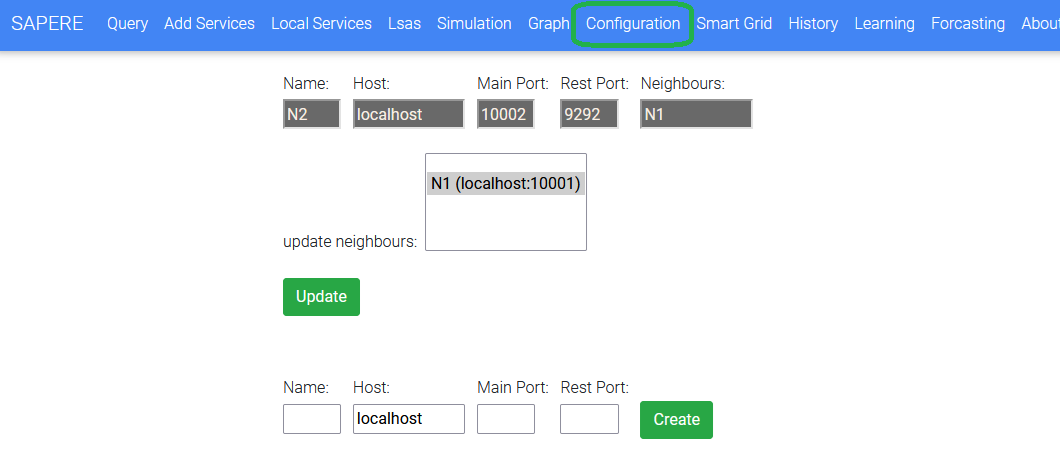 SAPERE Query Add Services Local Services Lsas Simulation Graph Configuration Smart Grid History Learning Forcasting About
Name: Host: Main Port: Rest Port: Neighbours:
N2 localhost 10002 9292 N1
N1 (localhost:10001)
update neighbours:
Update
Name: Host: Main Port: Rest Port:
localhost Create